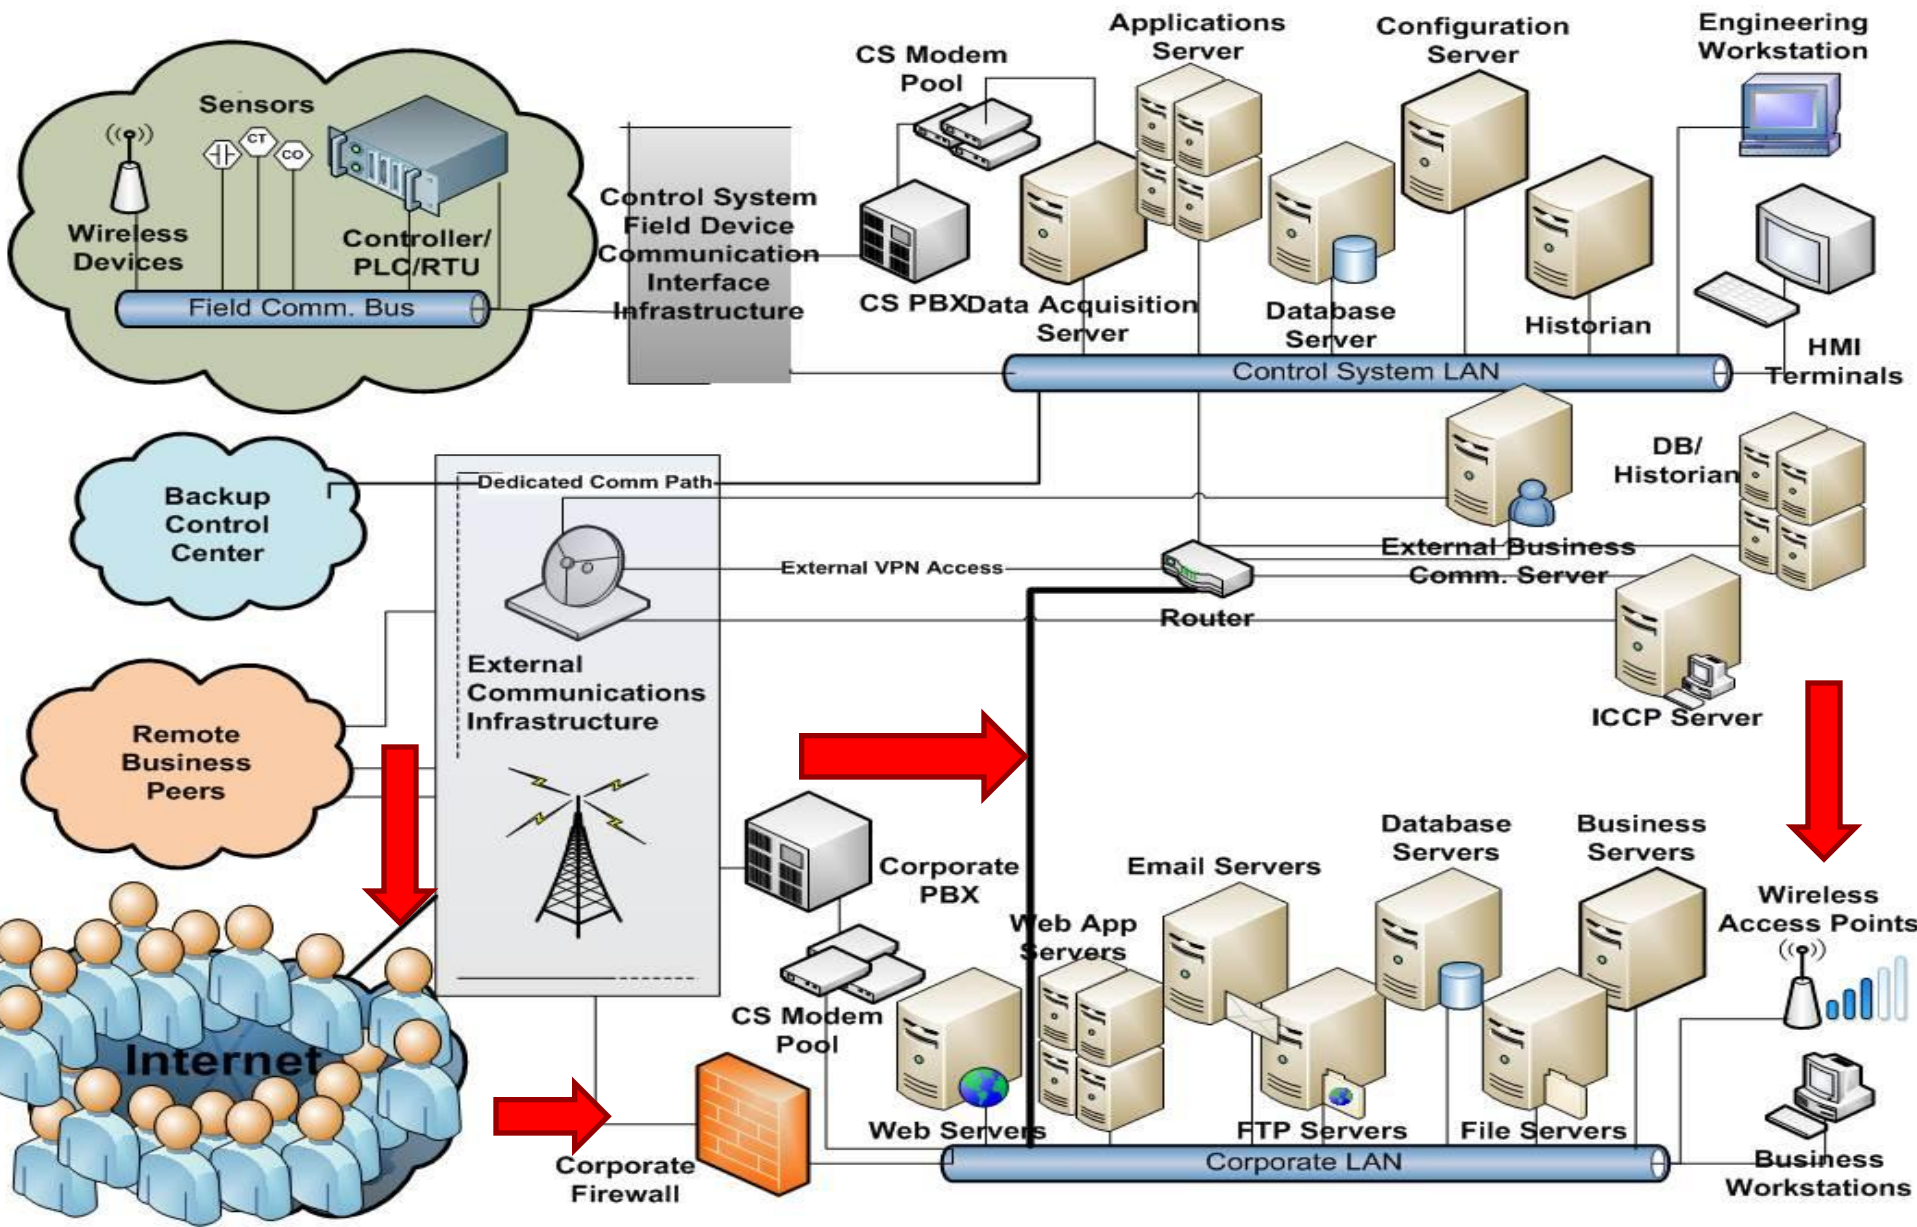 Applications
Server
Configuration
Server
Engineering
Workstation
CS Modem
Pool
Sensors
CT
CO
Wireless
Devices
Controller/
PLC/RTU
Field Comm. Bus
Control System
Field Device
Communication
Interface
Infrastructure
CS PBX
Data Acquisition
Server
Database
Server
Historian
HMI
Terminals
Control System LAN
Backup
Control
Center
Dedicated Comm Path
DB/
Historian
External VPN Access
External Business
Comm. Server
Router
External
Communications
Infrastructure
ICCP Server
Remote
Business
Peers
Corporate
PBX
Email Servers
Database
Servers
Business
Servers
Wireless
Access Points
Web App
Servers
CS Modem
Pool
Internet
Web Servers
FTP Servers
File Servers
Corporate
Firewall
Corporate LAN
Business
Workstations